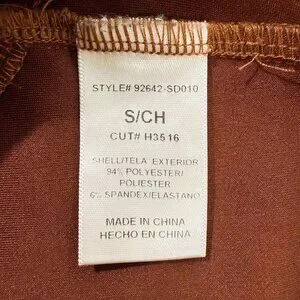 STYLE# 92642-SD010
S/CH
CUT# H3516
SHELL/TELA EXTERIOR
94% POLYESTER/
POLIESTER
6% SPANDEX/ELASTANO
MADE IN CHINA
HECHO EN CHINA